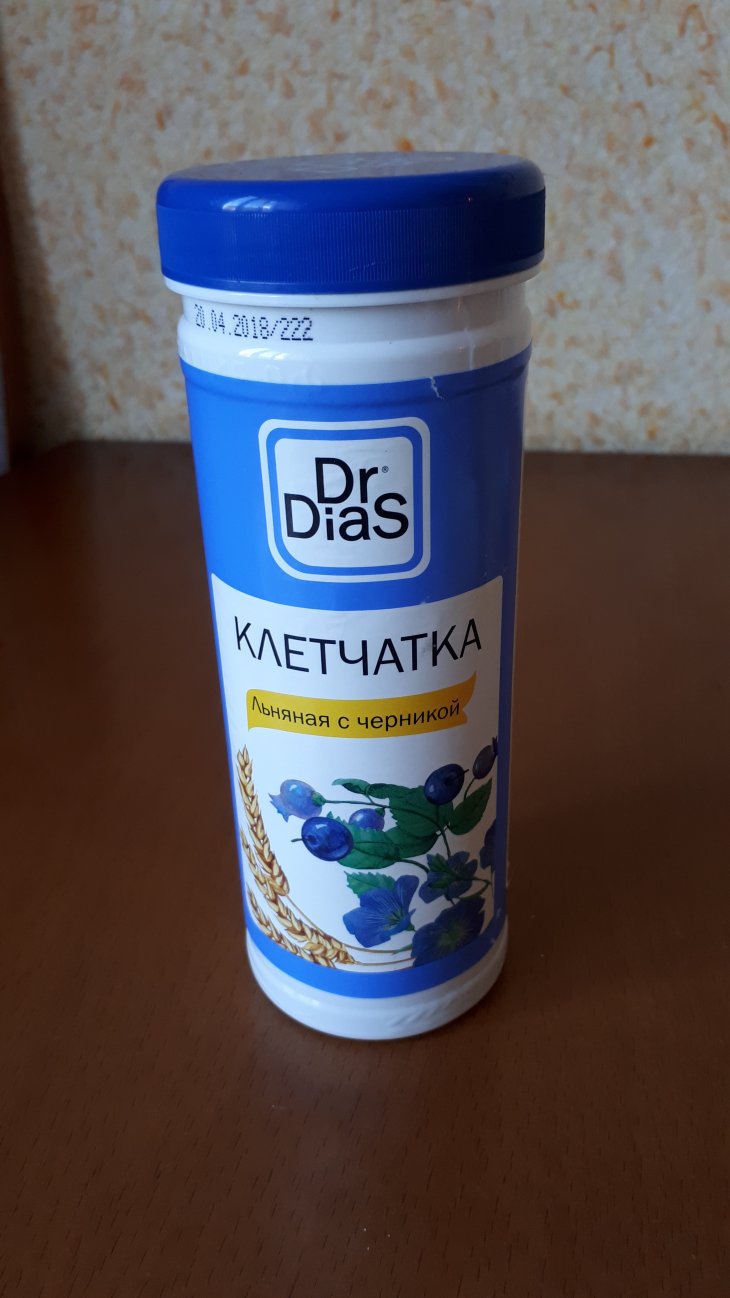 20.04.2018/222
Dr®
DiaS
КЛЕТЧАТКА
Льняная с черникой